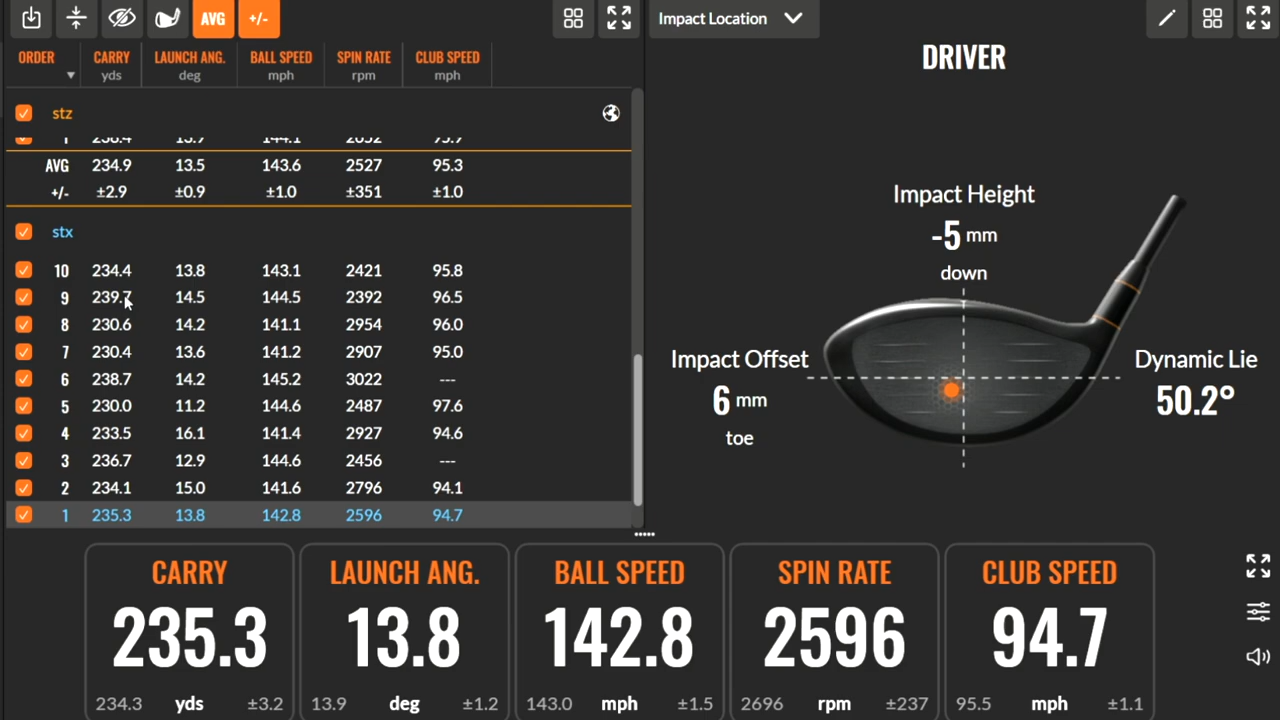 AVG +/- Impact Location
ORDER CARRY LAUNCH ANG. BALL SPEED SPIN RATE CLUB SPEED
yds deg mph rpm mph
stz
AVG 234.9 13.5 143.6 2527 95.3
+/- ±2.9 ±0.9 ±1.0 ±351 ±1.0
stx
10 234.4 13.8 143.1 2421 95.8
9 239.7 14.5 144.5 2392 96.5
8 230.6 14.2 141.1 2954 96.0
7 230.4 13.6 141.2 2907 95.0
6 238.7 14.2 145.2 3022 ---
5 230.0 11.2 144.6 2487 97.6
4 233.5 16.1 141.4 2927 94.6
3 236.7 12.9 144.6 2456 ---
2 234.1 15.0 141.6 2796 94.1
1 235.3 13.8 142.8 2596 94.7
DRIVER
Impact Height
-5 mm
down
Impact Offset
6 mm
toe
Dynamic Lie
50.2°
CARRY LAUNCH ANG. BALL SPEED SPIN RATE CLUB SPEED
235.3 13.8 142.8 2596 94.7
234.3 yds ±3.2 13.9 deg ±1.2 143.0 mph ±1.5 2696 rpm ±237 95.5 mph ±1.1